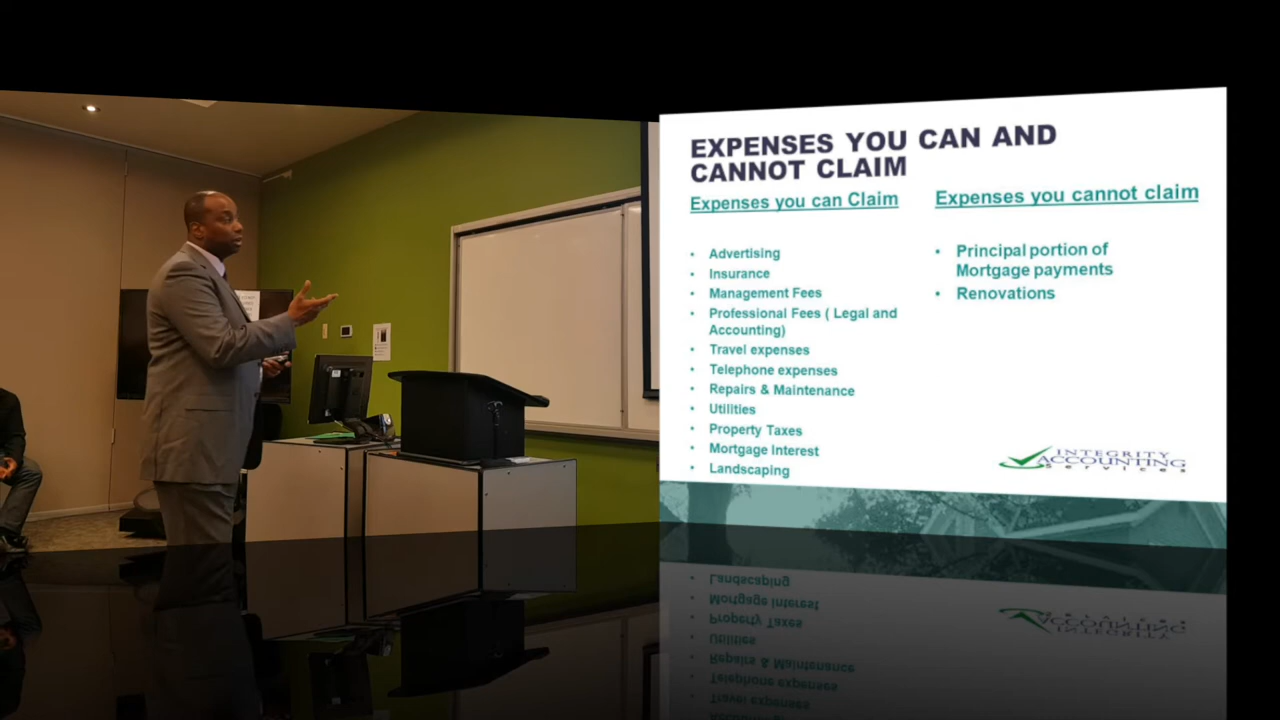 EXPENSES YOU CAN AND
CANNOT CLAIM
Expenses you can Claim
• Advertising
• Insurance
• Management Fees
• Professional Fees ( Legal and
Accounting)
• Travel expenses
• Telephone expenses
• Repairs & Maintenance
• Utilities
• Property Taxes
• Mortgage Interest
• Landscaping
Expenses you cannot claim
• Principal portion of
Mortgage payments
• Renovations
INTEGRITY
ACCOUNTING
services